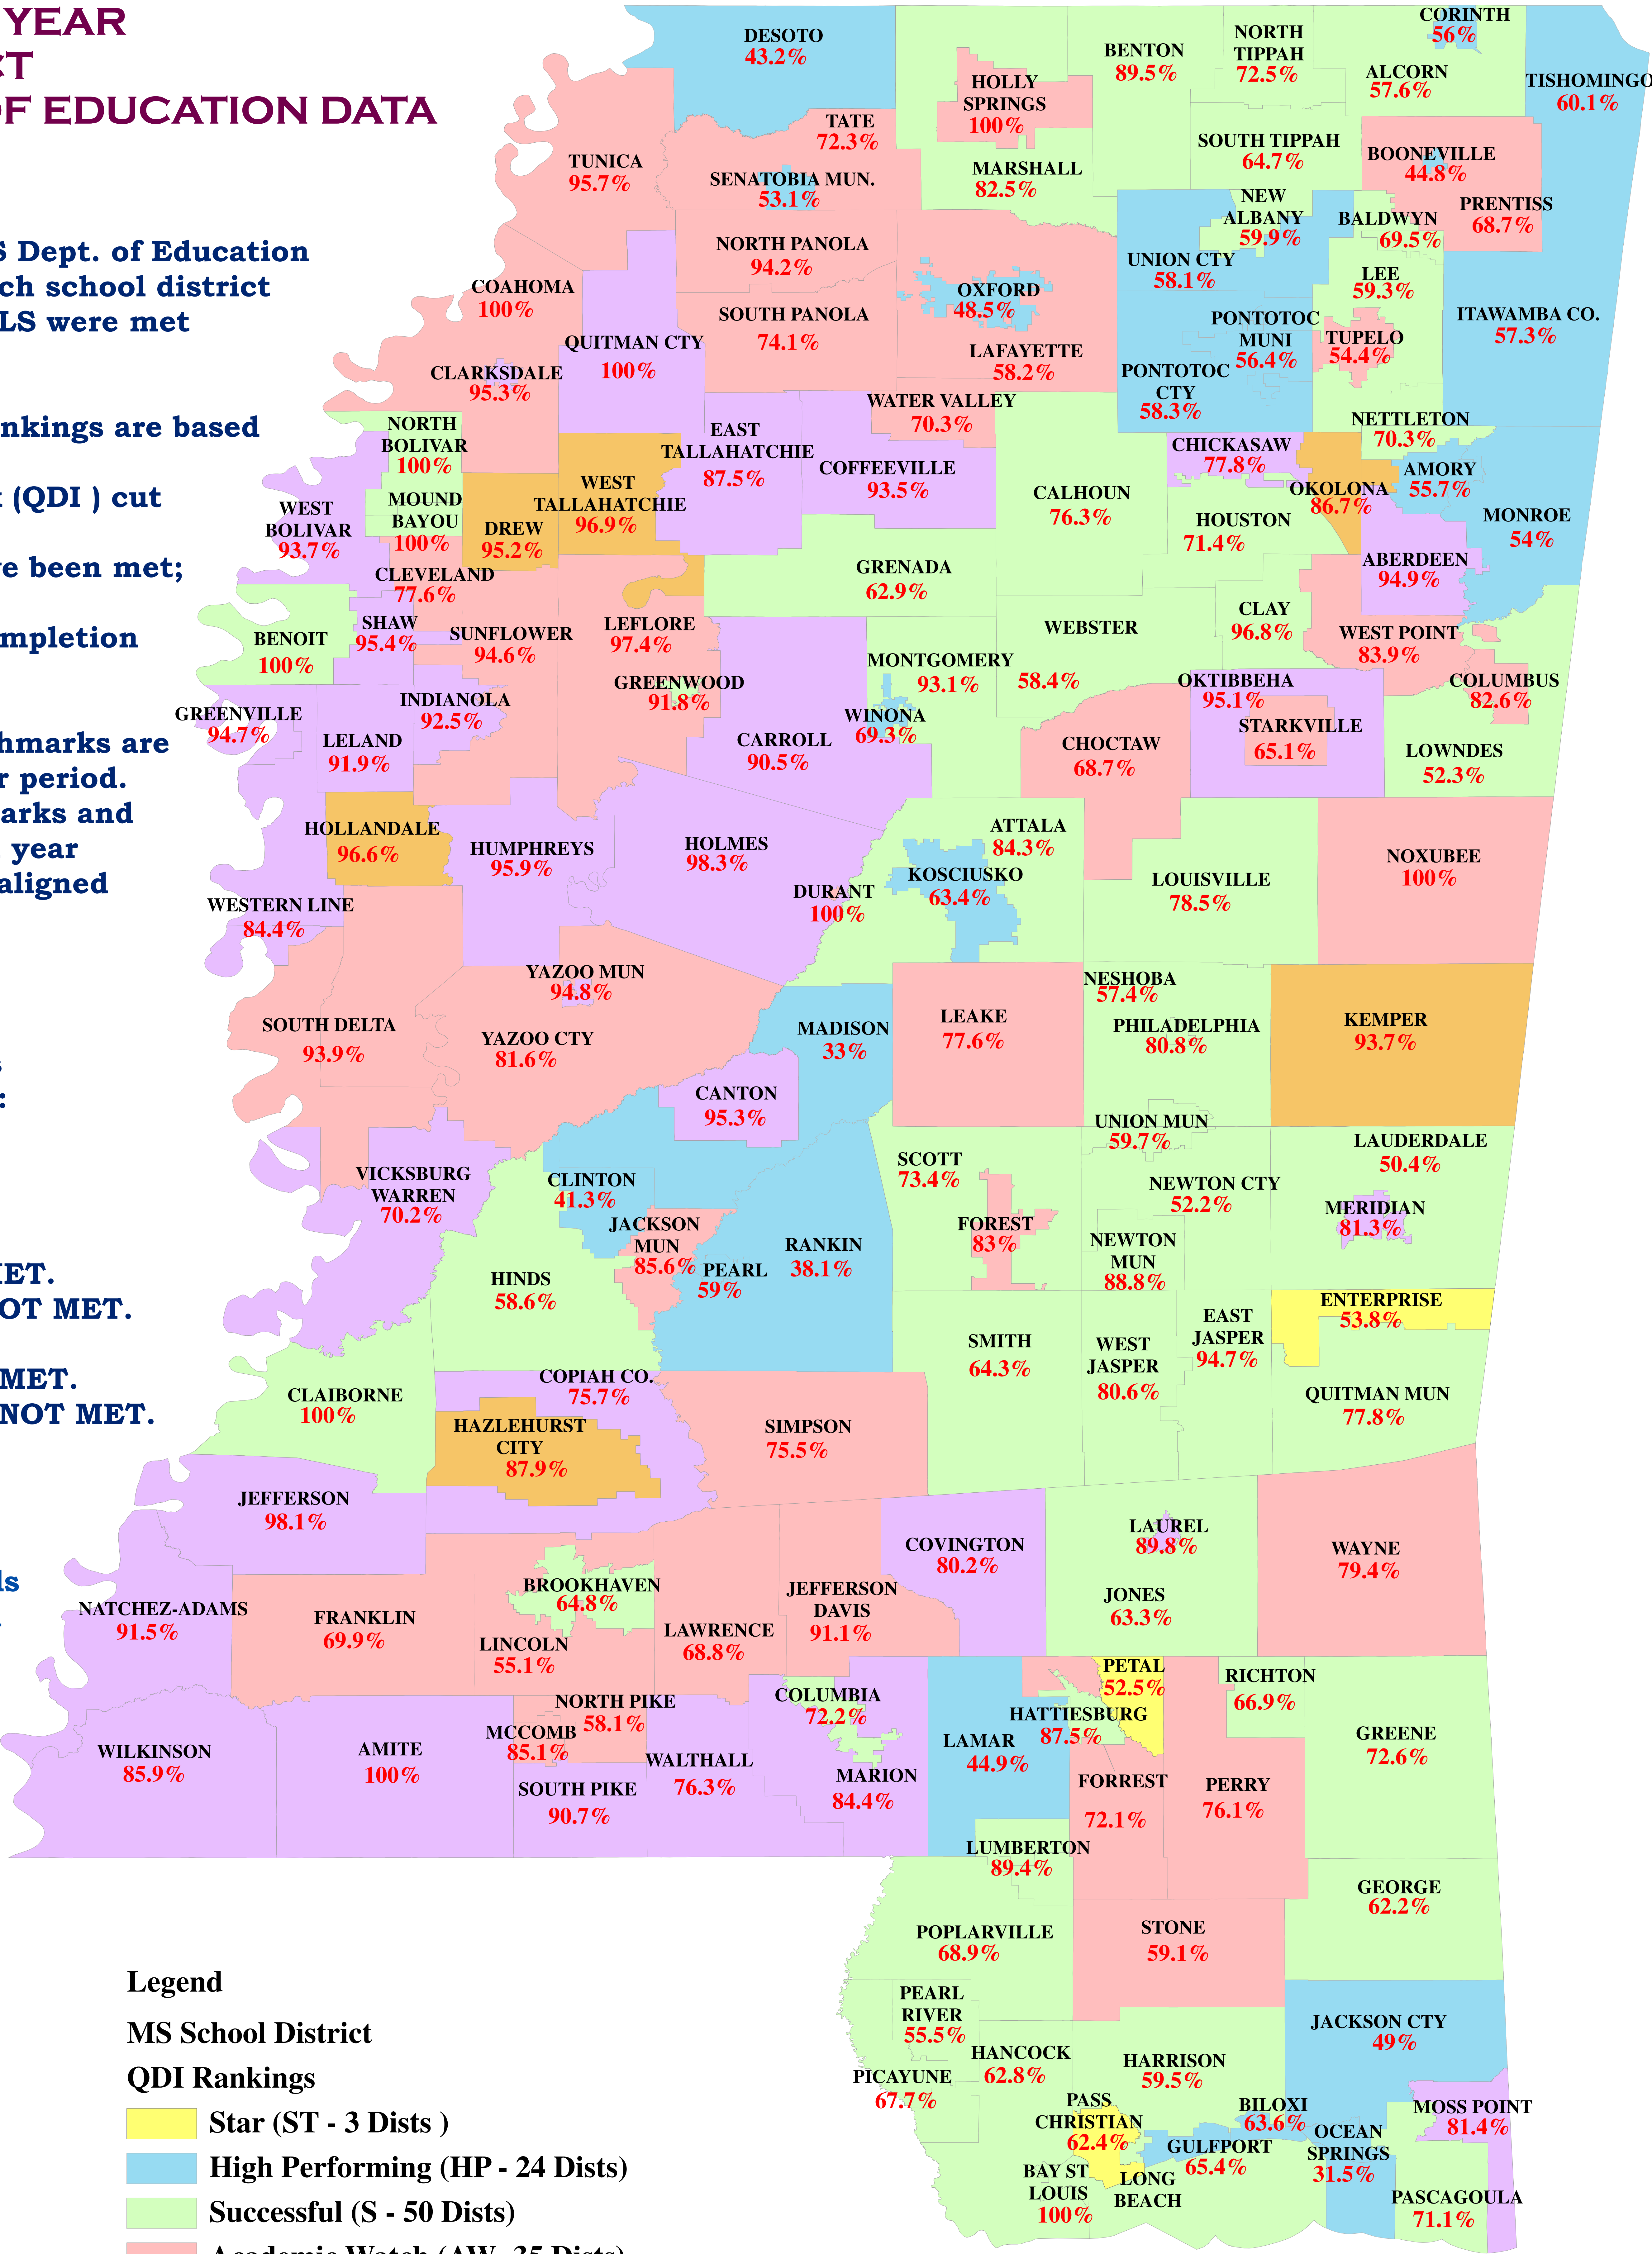 YEAR
CT
OF EDUCATION DATA
S Dept. of Education
ch school district
LS were met
nkings are based
(QDI ) cut
e been met;
mpletion
hmarks are
r period.
arks and
year
aligned
:
MET.
OT MET.
MET.
NOT MET.
ls
DESOTO
43.2%
HOLLY
SPRINGS
100%
BENTON
89.5%
NORTH
TIPPAH
72.5%
CORINTH
56%
ALCORN
57.6%
TISHOMINGO
60.1%
TUNICA
95.7%
TATE
72.3%
SENATOBIA MUN.
53.1%
MARSHALL
82.5%
SOUTH TIPPAH
64.7%
BOONEVILLE
44.8%
PRENTISS
68.7%
NEW
ALBANY
59.9%
BALDWYN
69.5%
NORTH PANOLA
94.2%
UNION CTY
58.1%
LEE
59.3%
COAHOMA
100%
OXFORD
48.5%
SOUTH PANOLA
74.1%
PONTOTOC
MUNI
56.4%
TUPELO
54.4%
ITAWAMBA CO.
57.3%
QUITMAN CTY
100%
LAFAYETTE
58.2%
CLARKSDALE
95.3%
PONTOTOC
CTY
58.3%
WATER VALLEY
70.3%
NETTLETON
70.3%
NORTH
BOLIVAR
100%
EAST
TALLAHATCHIE
87.5%
COFFEEVILLE
93.5%
CHICKASAW
77.8%
AMORY
55.7%
OKOLONA
86.7%
WEST
TALLAHATCHIE
96.9%
CALHOUN
76.3%
MOUND
BAYOU
100%
WEST
BOLIVAR
93.7%
DREW
95.2%
HOUSTON
71.4%
MONROE
54%
CLEVELAND
77.6%
GRENADA
62.9%
ABERDEEN
94.9%
BENOIT
100%
SHAW
95.4%
SUNFLOWER
94.6%
LEFLORE
97.4%
WEBSTER
58.4%
CLAY
96.8%
WEST POINT
83.9%
MONTGOMERY
93.1%
GREENWOOD
91.8%
OKTIBBEHA
95.1%
COLUMBUS
82.6%
INDIANOLA
92.5%
GREENVILLE
94.7%
WINONA
69.3%
STARKVILLE
65.1%
LELAND
91.9%
CARROLL
90.5%
CHOCTAW
68.7%
LOWNDES
52.3%
HOLLANDALE
96.6%
HUMPHREYS
95.9%
HOLMES
98.3%
ATTALA
84.3%
NOXUBEE
100%
DURANT
100%
KOSCIUSKO
63.4%
LOUISVILLE
78.5%
WESTERN LINE
84.4%
YAZOO MUN
94.8%
NESHOBA
57.4%
SOUTH DELTA
93.9%
YAZOO CTY
81.6%
MADISON
33%
LEAKE
77.6%
PHILADELPHIA
80.8%
KEMPER
93.7%
CANTON
95.3%
UNION MUN
59.7%
LAUDERDALE
50.4%
VICKSBURG
WARREN
70.2%
CLINTON
41.3%
SCOTT
73.4%
NEWTON CTY
52.2%
MERIDIAN
81.3%
JACKSON
MUN
85.6%
FOREST
83%
NEWTON
MUN
88.8%
HINDS
58.6%
PEARL
59%
RANKIN
38.1%
ENTERPRISE
53.8%
SMITH
64.3%
WEST
JASPER
80.6%
EAST
JASPER
94.7%
CLAIBORNE
100%
COPIAH CO.
75.7%
QUITMAN MUN
77.8%
HAZLEHURST
CITY
87.9%
SIMPSON
75.5%
JEFFERSON
98.1%
COVINGTON
80.2%
LAUREL
89.8%
WAYNE
79.4%
BROOKHAVEN
64.8%
JEFFERSON
DAVIS
91.1%
JONES
63.3%
NATCHEZ-ADAMS
91.5%
FRANKLIN
69.9%
LINCOLN
55.1%
LAWRENCE
68.8%
PETAL
52.5%
RICHTON
66.9%
NORTH PIKE
58.1%
COLUMBIA
72.2%
HATTIESBURG
87.5%
MCCOMB
85.1%
WILKINSON
85.9%
AMITE
100%
WALTHALL
76.3%
LAMAR
44.9%
GREENE
72.6%
SOUTH PIKE
90.7%
MARION
84.4%
FORREST
72.1%
PERRY
76.1%
LUMBERTON
89.4%
GEORGE
62.2%
POPLARVILLE
68.9%
STONE
59.1%
PEARL
RIVER
55.5%
JACKSON CTY
49%
HANCOCK
62.8%
HARRISON
59.5%
PICAYUNE
67.7%
PASS
CHRISTIAN
62.4%
BILOXI
63.6%
MOSS POINT
81.4%
GULFPORT
65.4%
OCEAN
SPRINGS
31.5%
BAY ST
LOUIS
100%
LONG
BEACH
PASCAGOULA
71.1%
Legend
MS School District
QDI Rankings
Star (ST - 3 Dists )
High Performing (HP - 24 Dists)
Successful (S - 50 Dists)
Academic Watch (AW- 35 Dists)